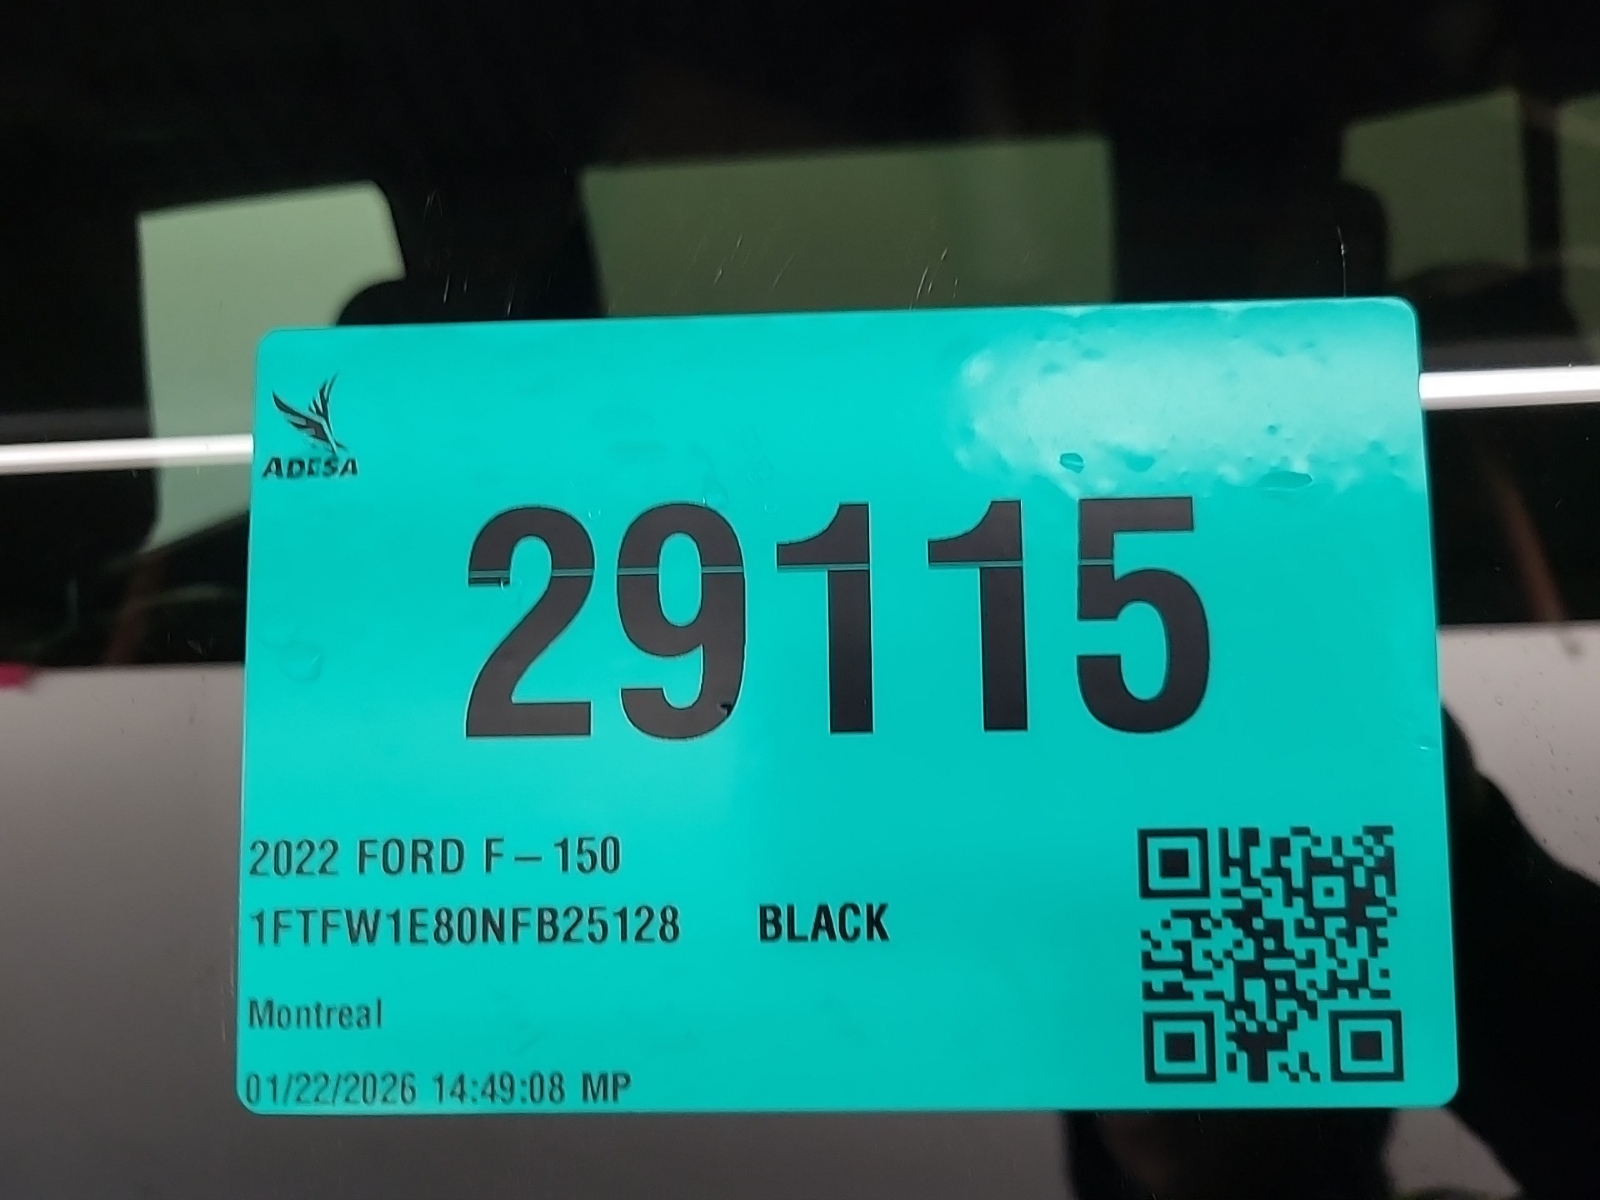 ADESA
29115
2022 FORD F-150
1FTFW1E80NFB25128 BLACK
Montreal
01/22/2026 14:49:08 MP